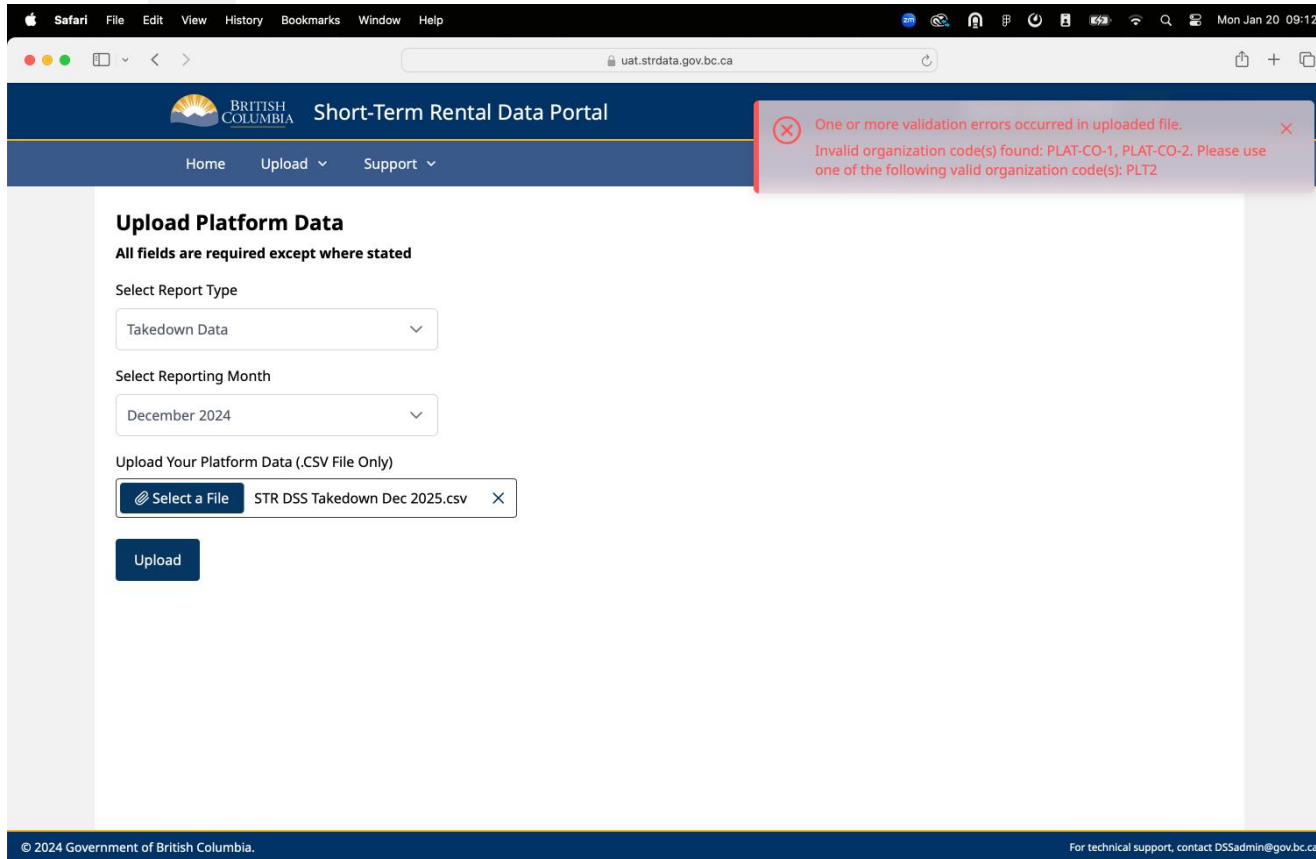 Safari File Edit View History Bookmarks Window Help zm Mon Jan 20 09:12
uat.strdata.gov.bc.ca
BRITISH
COLUMBIA
Short-Term Rental Data Portal
One or more validation errors occurred in uploaded file.
Invalid organization code(s) found: PLAT-CO-1, PLAT-CO-2. Please use
one of the following valid organization code(s): PLT2
Home Upload Support
Upload Platform Data
All fields are required except where stated
Select Report Type
Takedown Data
Select Reporting Month
December 2024
Upload Your Platform Data (.CSV File Only)
Select a File STR DSS Takedown Dec 2025.csv
Upload
© 2024 Government of British Columbia. For technical support, contact DSSadmin@gov.bc.ca